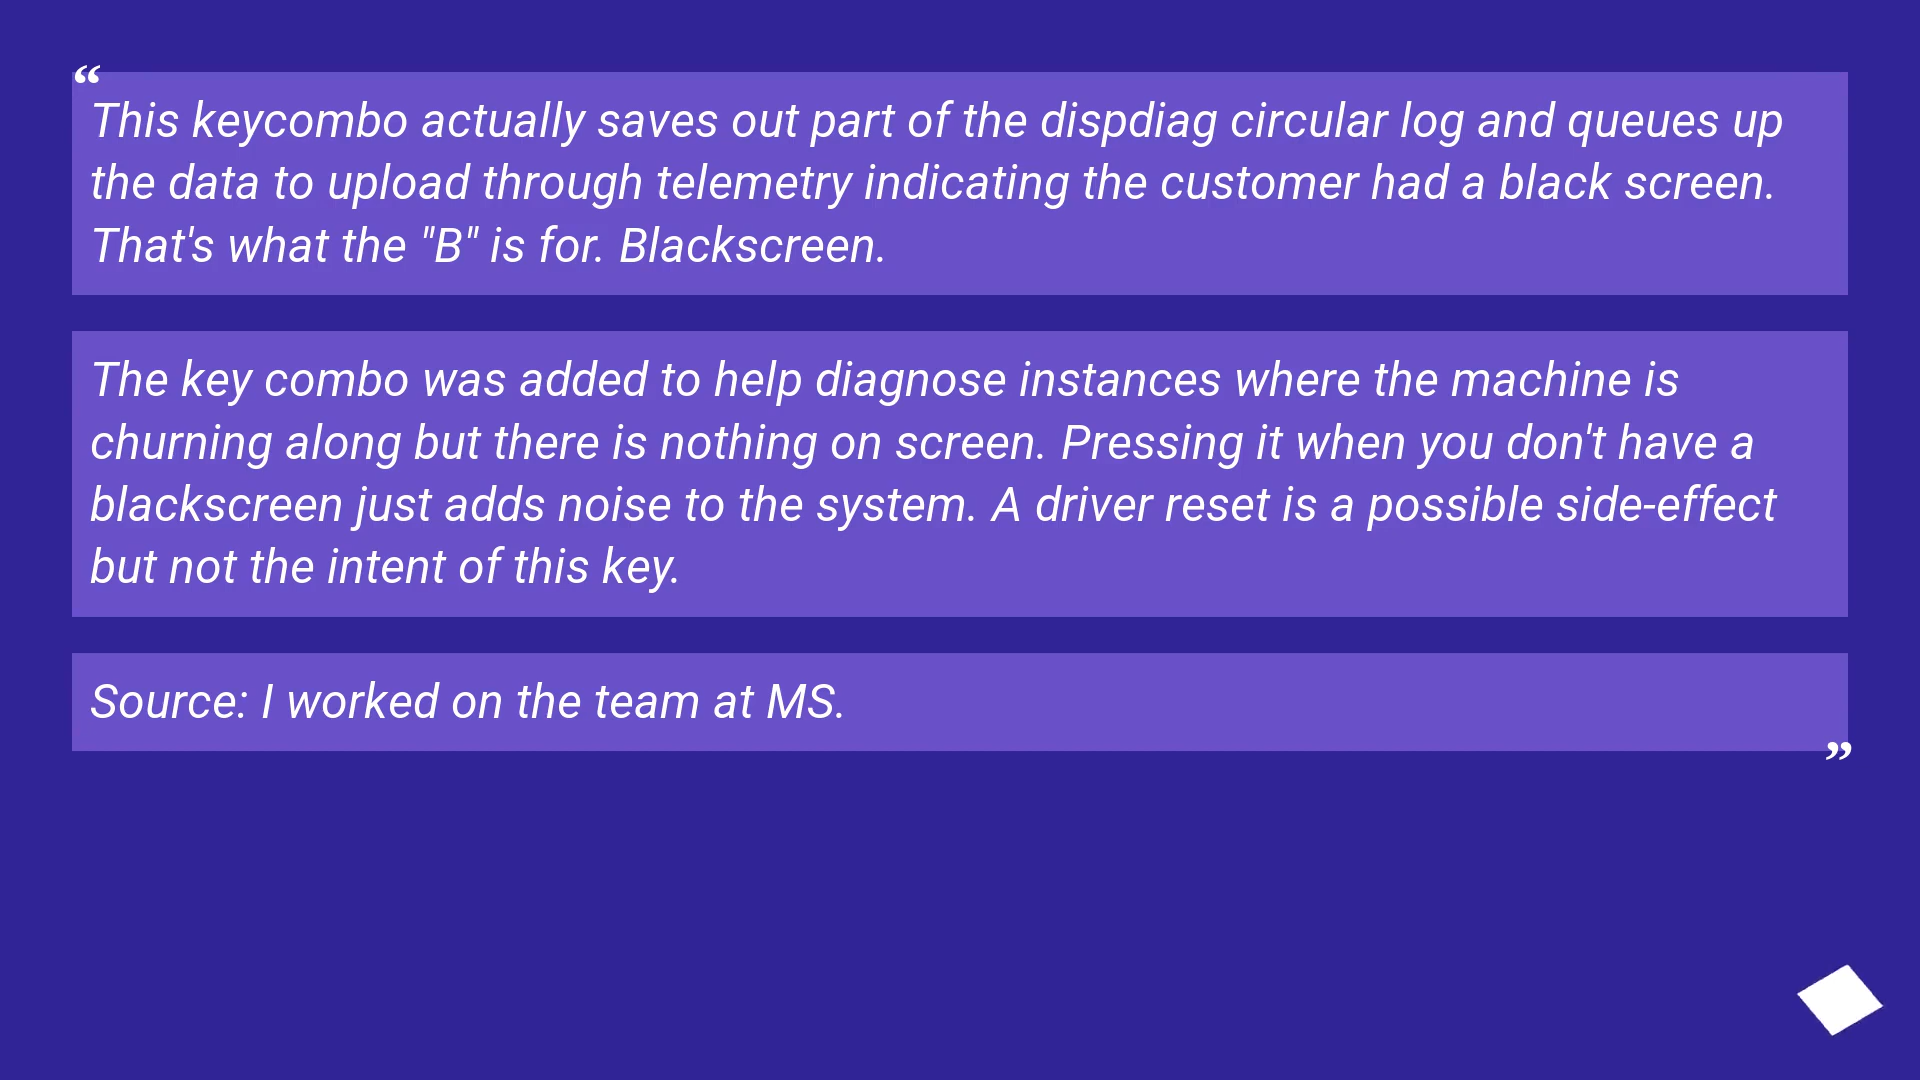 “
This keycombo actually saves out part of the dispdiag circular log and queues up
the data to upload through telemetry indicating the customer had a black screen.
That's what the "B" is for. Blackscreen.
The key combo was added to help diagnose instances where the machine is
churning along but there is nothing on screen. Pressing it when you don't have a
blackscreen just adds noise to the system. A driver reset is a possible side-effect
but not the intent of this key.
Source: I worked on the team at MS.
”